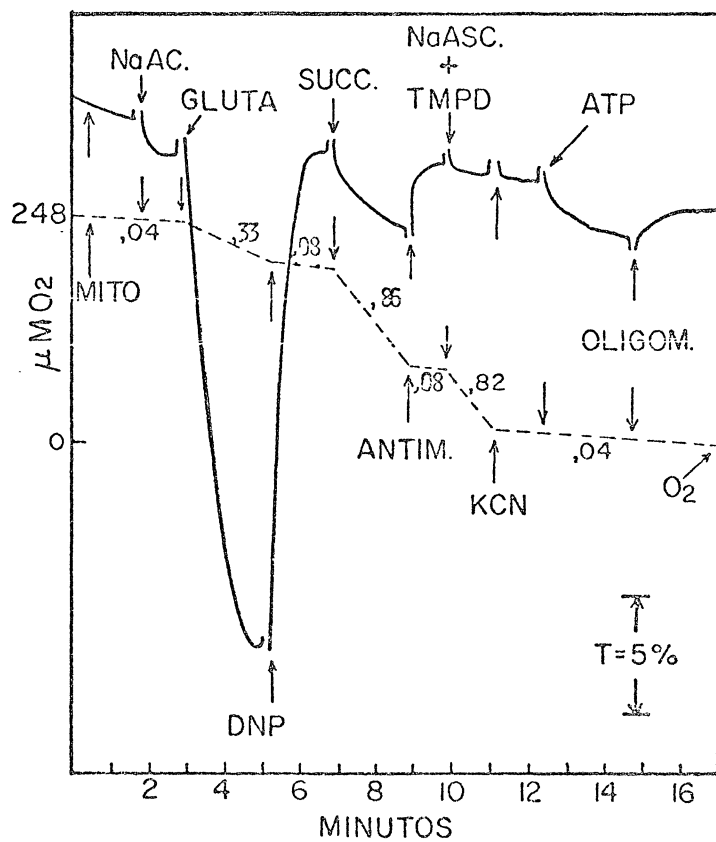 NaASC.
+
TMPD
NaAC.
GLUTA
SUCC.
ATP
248
,04
,33
,08
,86
MITO
μMO2
OLIGOM.
,08
,82
0
ANTIM.
,04
KCN
O2
T=5%
DNP
2 4 6 8 10 12 14 16
MINUTOS